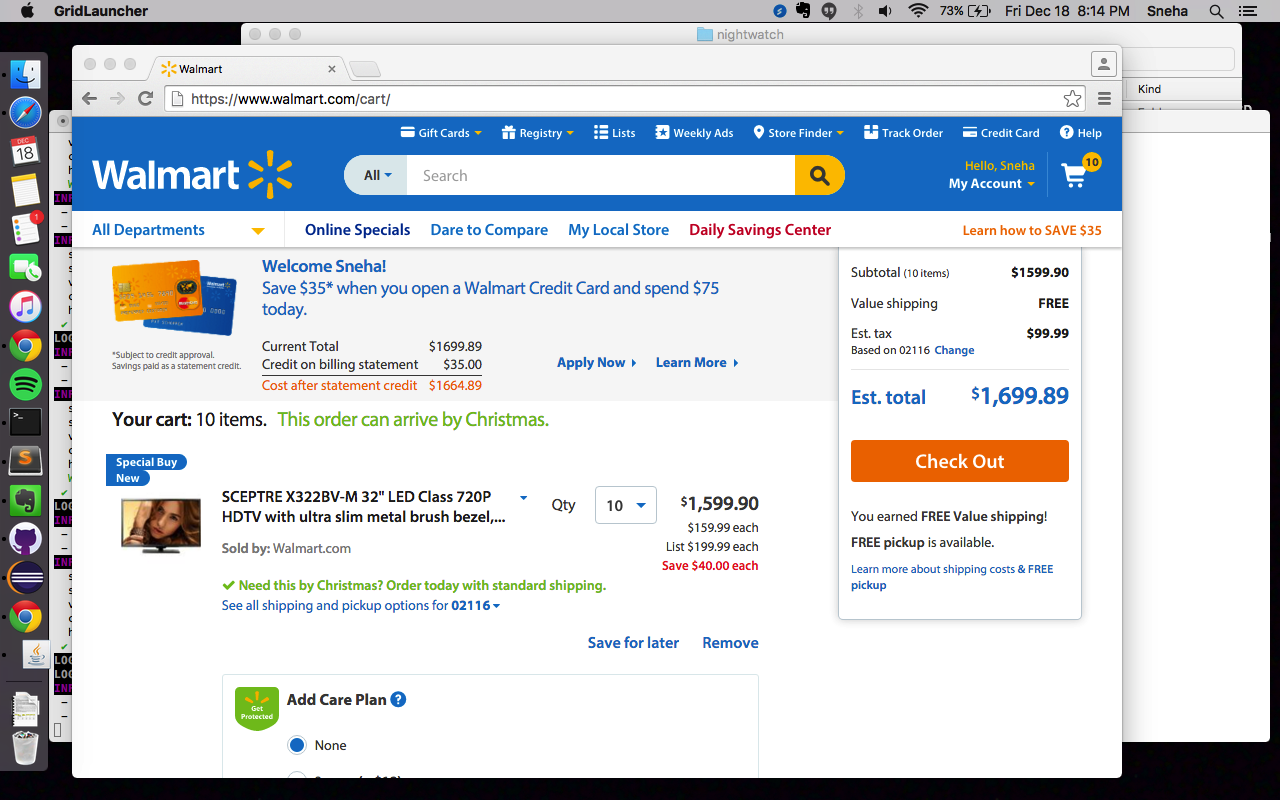 GridLauncher
73%
Fri Dec 18 8:14 PM
Sneha
nightwatch
Kind
Walmart
https://www.walmart.com/cart/
Gift Cards
Registry
Lists
Weekly Ads
Store Finder
Track Order
Credit Card
Help
Walmart
All
Search
Hello, Sneha
My Account
10
All Departments
Online Specials
Dare to Compare
My Local Store
Daily Savings Center
Learn how to SAVE $35
Welcome Sneha!
Save $35* when you open a Walmart Credit Card and spend $75
today.
*Subject to credit approval.
Savings paid as a statement credit.
Current Total $1699.89
Credit on billing statement $35.00
Cost after statement credit $1664.89
Apply Now
Learn More
Subtotal (10 items) $1599.90
Value shipping FREE
Est. tax $99.99
Based on 02116 Change
Est. total $1,699.89
Check Out
You earned FREE Value shipping!
FREE pickup is available.
Learn more about shipping costs & FREE
pickup
Your cart: 10 items. This order can arrive by Christmas.
Special Buy
New
SCEPTRE X322BV-M 32" LED Class 720P
HDTV with ultra slim metal brush bezel,...
Sold by: Walmart.com
Qty
10
$1,599.90
$159.99 each
List $199.99 each
Save $40.00 each
Need this by Christmas? Order today with standard shipping.
See all shipping and pickup options for 02116
Save for later
Remove
Get
Protected
Add Care Plan
None
DEC
18
1